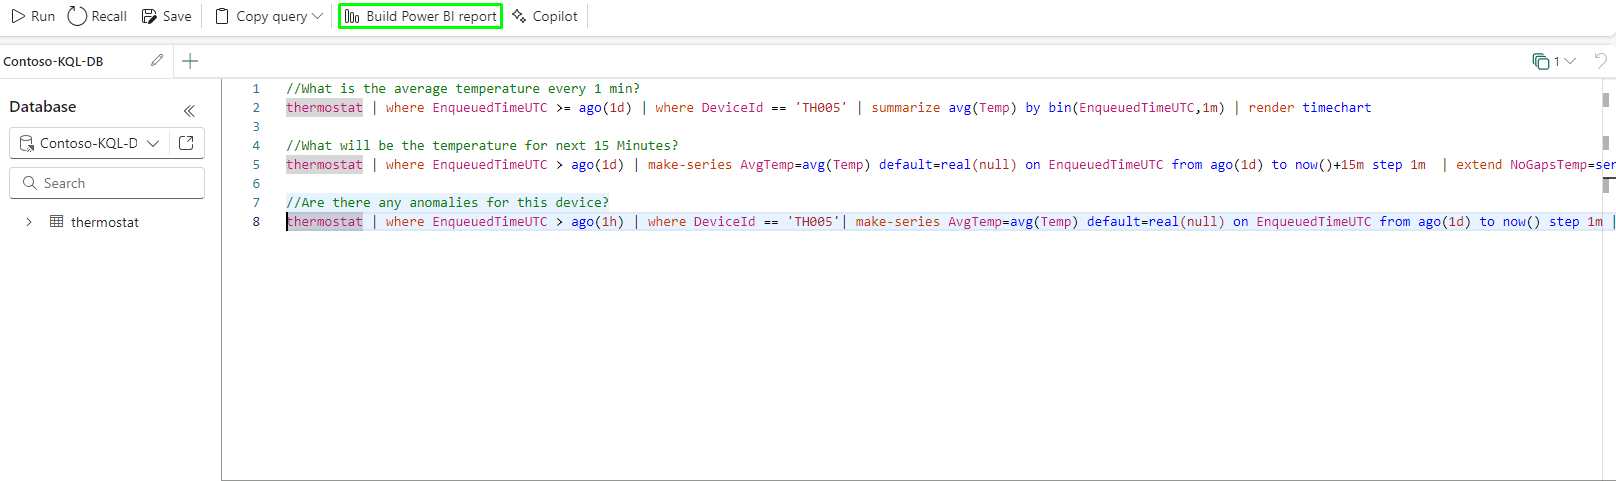 Run Recall Save Copy query Build Power BI report Copilot
Contoso-KQL-DB 1
Database
Contoso-KQL-D
Search
thermostat
1 //What is the average temperature every 1 min?
2 thermostat | where EnqueuedTimeUTC >= ago(1d) | where DeviceId == 'TH005' | summarize avg(Temp) by bin(EnqueuedTimeUTC,1m) | render timechart
3
4 //What will be the temperature for next 15 Minutes?
5 thermostat | where EnqueuedTimeUTC > ago(1d) | make-series AvgTemp=avg(Temp) default=real(null) on EnqueuedTimeUTC from ago(1d) to now()+15m step 1m | extend NoGapsTemp=ser
6
7 //Are there any anomalies for this device?
8 thermostat | where EnqueuedTimeUTC > ago(1h) | where DeviceId == 'TH005'| make-series AvgTemp=avg(Temp) default=real(null) on EnqueuedTimeUTC from ago(1d) to now() step 1m |